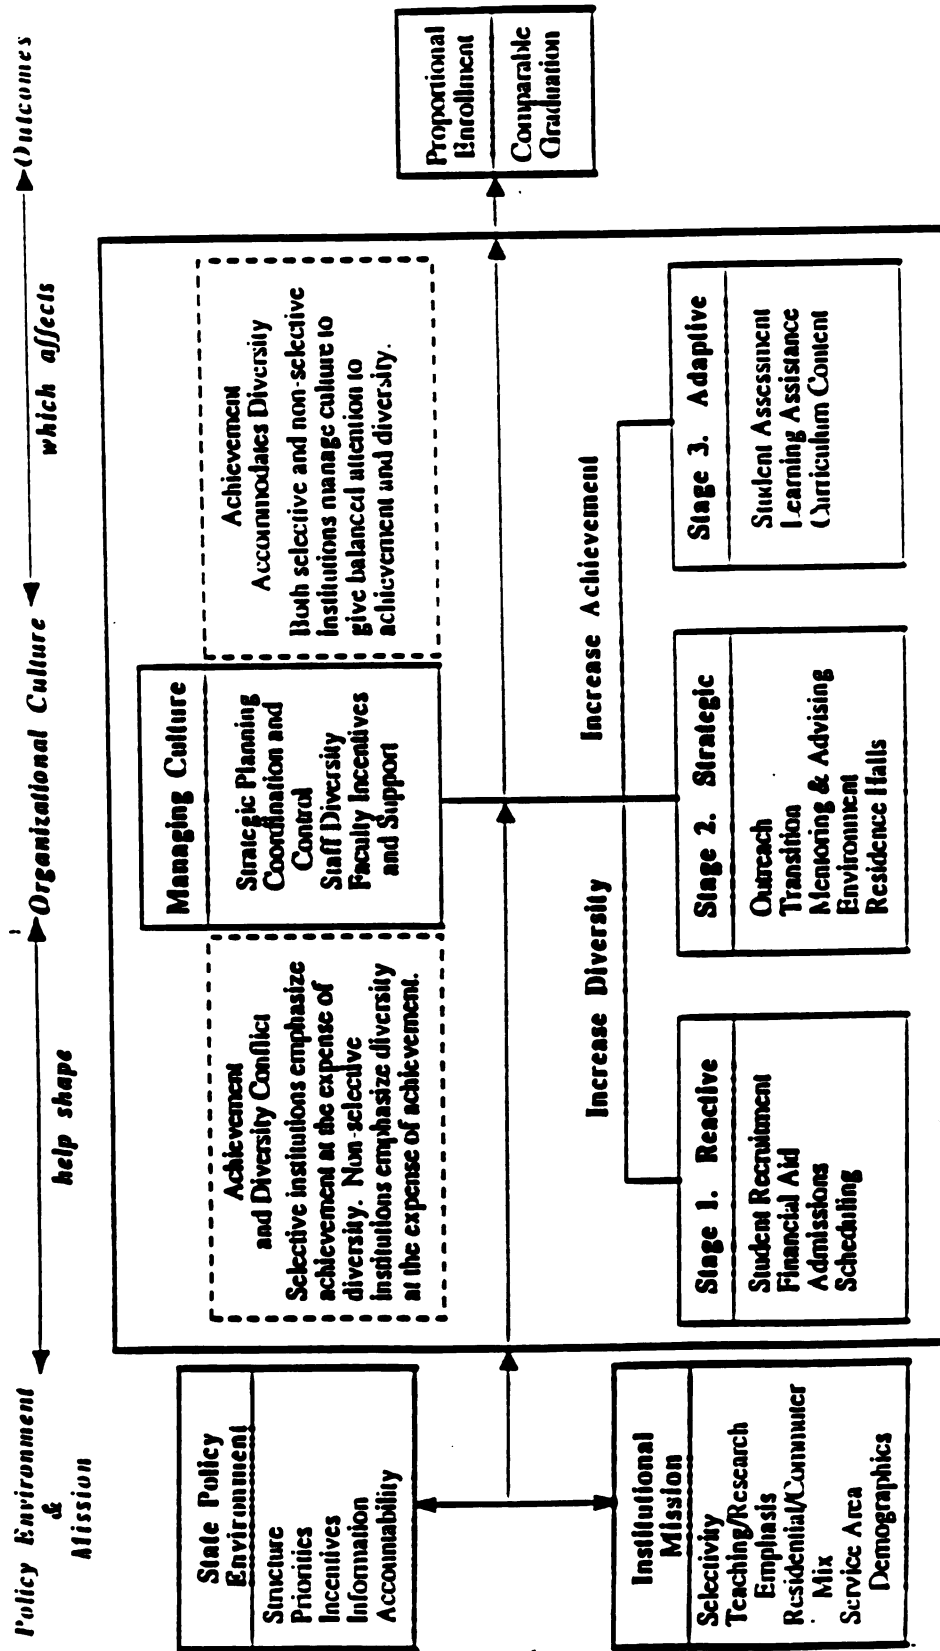 Policy Environment
&
Mission
help shape
Organizational Culture
which affects
Outcomes
State Policy
Environment
Structure
Priorities
Incentives
Information
Accountability
Institutional
Mission
Selectivity
Teaching/Research
Emphasis
Residential/Commuter
Mix
Service Area
Demographics
Achievement
and Diversity Conflict
Selective institutions emphasize
achievement at the expense of
diversity. Non-selective
institutions emphasize diversity
at the expense of achievement.
Managing Culture
Strategic Planning
Coordination and
Control
Staff Diversity
Faculty Incentives
and Support
Achievement
Accommodates Diversity
Both selective and non-selective
institutions manage culture to
give balanced attention to
achievement and diversity.
Increase Diversity
Increase Achievement
Stage 1. Reactive
Student Recruitment
Financial Aid
Admissions
Scheduling
Stage 2. Strategic
Outreach
Transition
Mentoring & Advising
Environment
Residence Halls
Stage 3. Adaptive
Student Assessment
Learning Assistance
Curriculum Content
Proportional
Enrollment
Comparable
Graduation